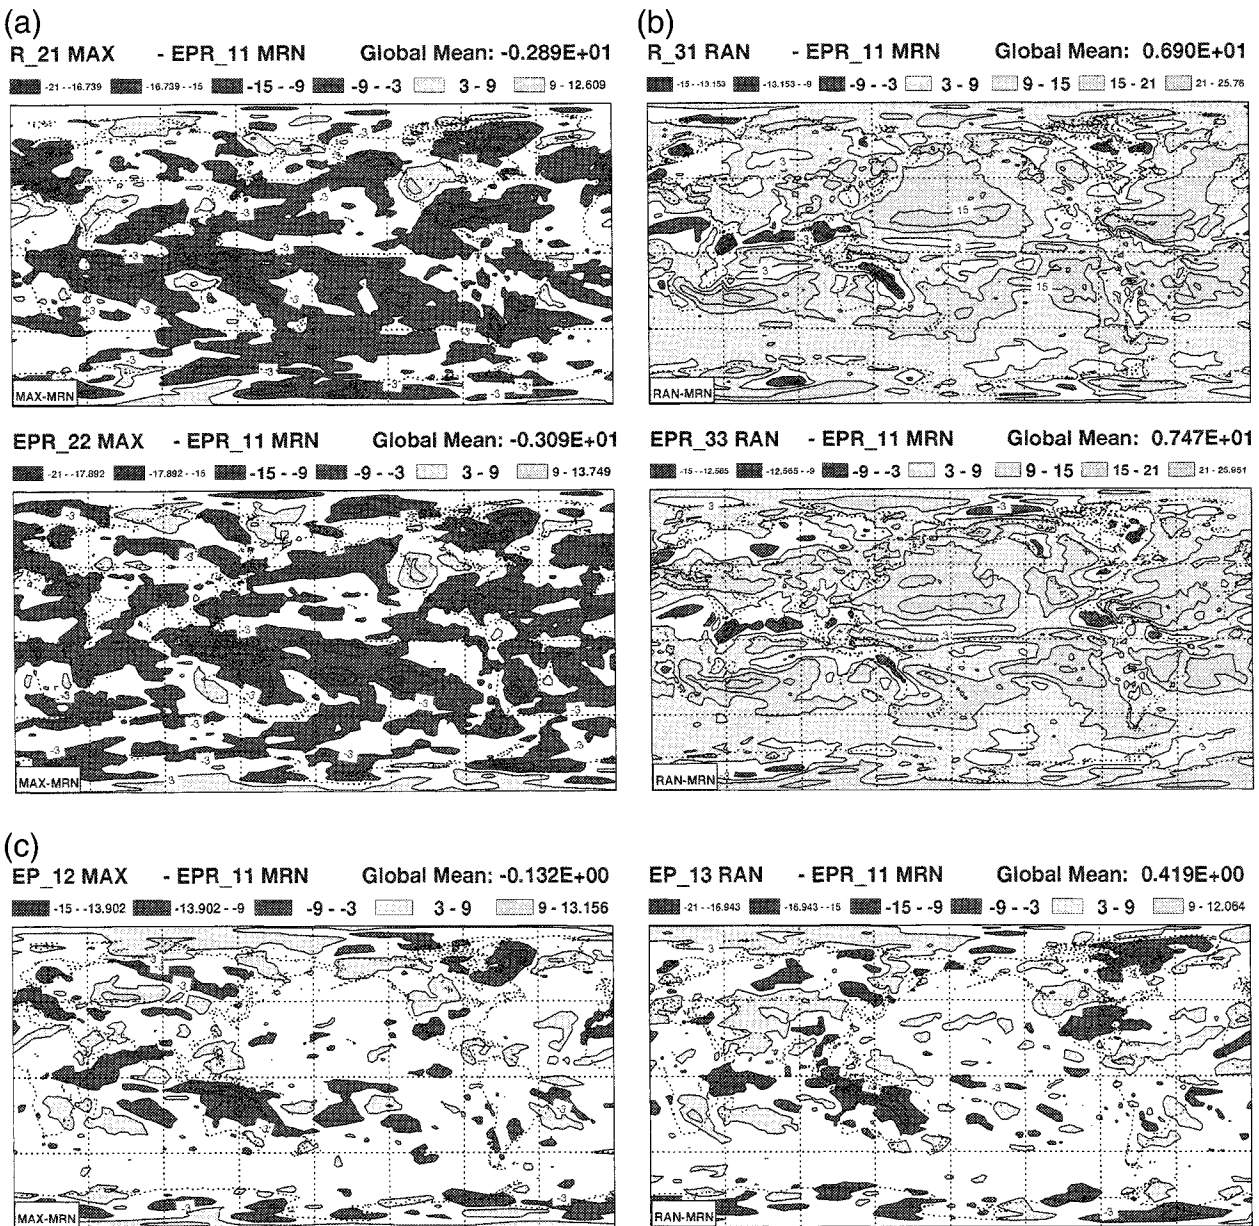 (a)
R_21 MAX - EPR_11 MRN Global Mean: -0.289E+01
-21 - -16.739 -16.739 - -15 -15 - -9 -9 - -3 3 - 9 9 - 12.609
MAX-MRN
EPR_22 MAX - EPR_11 MRN Global Mean: -0.309E+01
-21 - -17.892 -17.892 - -15 -15 - -9 -9 - -3 3 - 9 9 - 13.749
MAX-MRN
(b)
R_31 RAN - EPR_11 MRN Global Mean: 0.690E+01
-15 - -13.153 -13.153 - -9 -9 - -3 3 - 9 9 - 15 15 - 21 21 - 25.76
RAN-MRN
EPR_33 RAN - EPR_11 MRN Global Mean: 0.747E+01
-15 - -12.565 -12.565 - -9 -9 - -3 3 - 9 9 - 15 15 - 21
RAN-MRN
(c)
EP_12 MAX - EPR_11 MRN Global Mean: -0.132E+00
-15 - -13.902 -13.902 - -9 -9 - -3 3 - 9 9 - 13.156
MAX-MRN
EP_13 RAN - EPR_11 MRN Global Mean: 0.419E+00
-21 - -16.943 -16.943 - -15 -15 - -9 -9 - -3 3 - 9 9 - 12.064
RAN-MRN